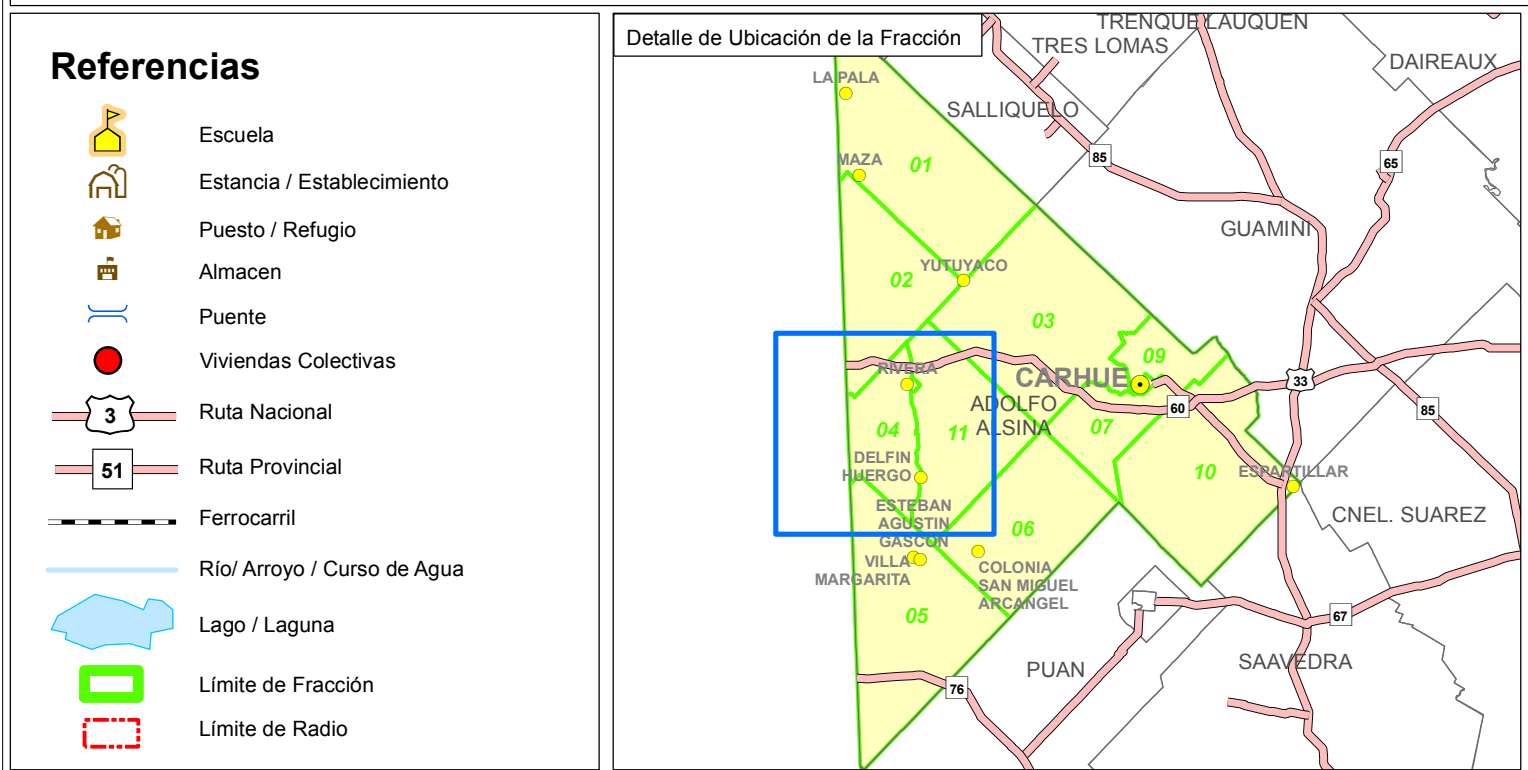 Referencias
Escuela
Estancia / Establecimiento
Puesto / Refugio
Almacen
Puente
Viviendas Colectivas
3
Ruta Nacional
51
Ruta Provincial
Ferrocarril
Río/ Arroyo / Curso de Agua
Lago / Laguna
Límite de Fracción
Límite de Radio
Detalle de Ubicación de la Fracción
TRENQUE LAUQUEN
TRES LOMAS
DAIREAUX
LA PALA
SALLIQUELO
MAZA
01
85
65
GUAMINI
YUTUYACO
02
03
09
RIVERA
CARHUE
33
ADOLFO
ALSINA
60
85
04
11
07
DELFIN
HUERGO
10
ESPARTILLAR
ESTEBAN
AGUSTIN
GASCON
06
CNEL. SUAREZ
VILLA
MARGARITA
COLONIA
SAN MIGUEL
ARCANGEL
05
67
PUAN
SAAVEDRA
76